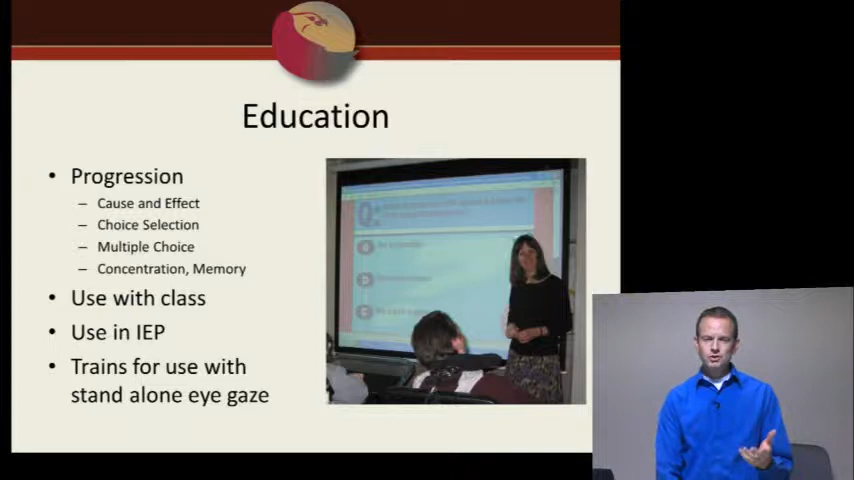 Education
• Progression
– Cause and Effect
– Choice Selection
– Multiple Choice
– Concentration, Memory
• Use with class
• Use in IEP
• Trains for use with
stand alone eye gaze
Q: